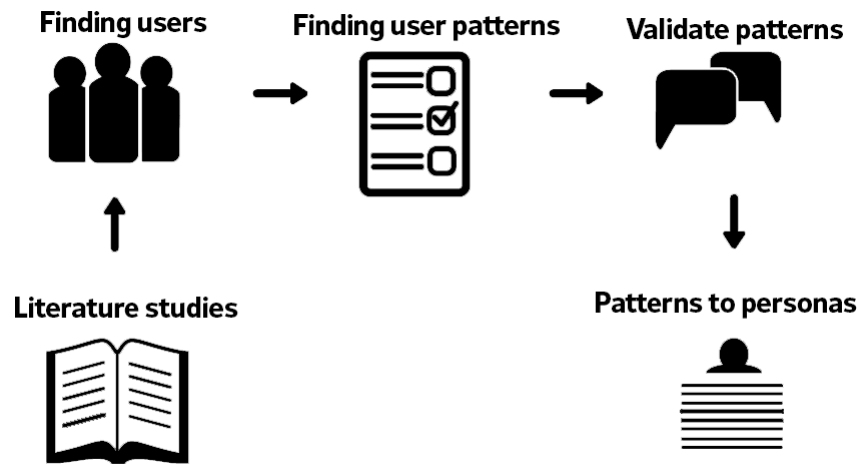 Finding users
Finding user patterns
Validate patterns
Literature studies
Patterns to personas